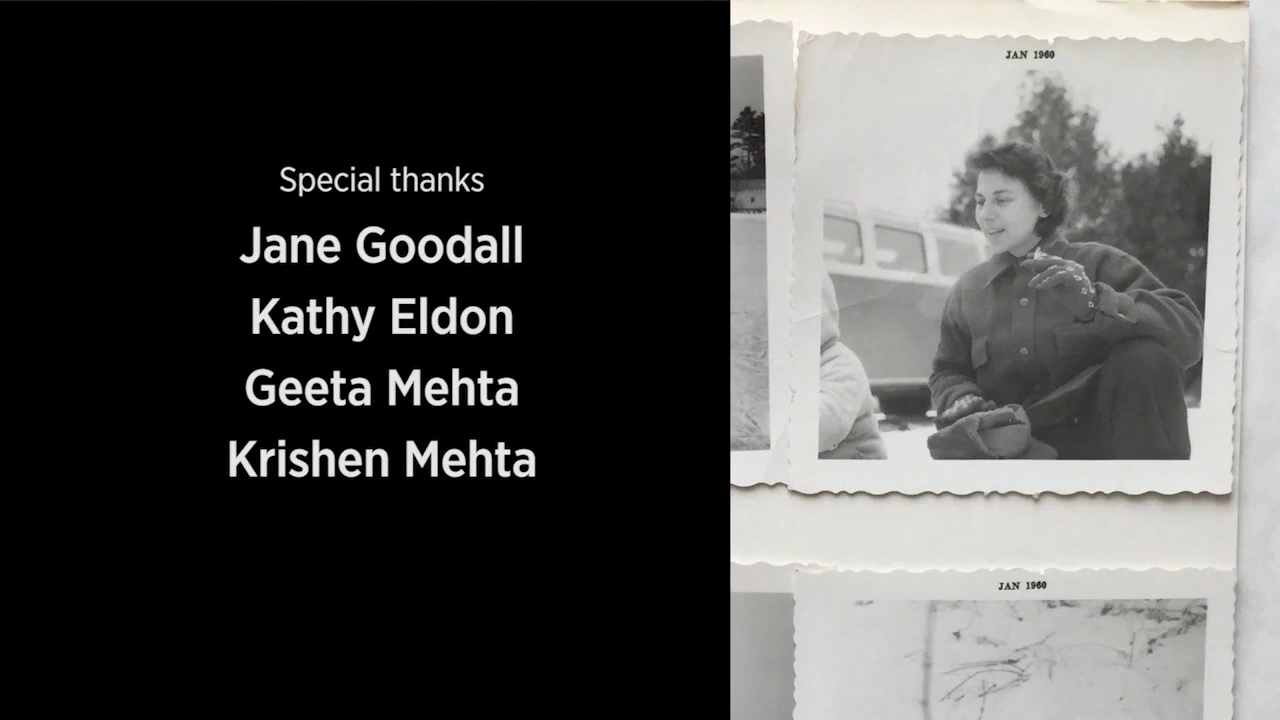 Special thanks
Jane Goodall
Kathy Eldon
Geeta Mehta
Krishen Mehta
JAN 1960
JAN 1960